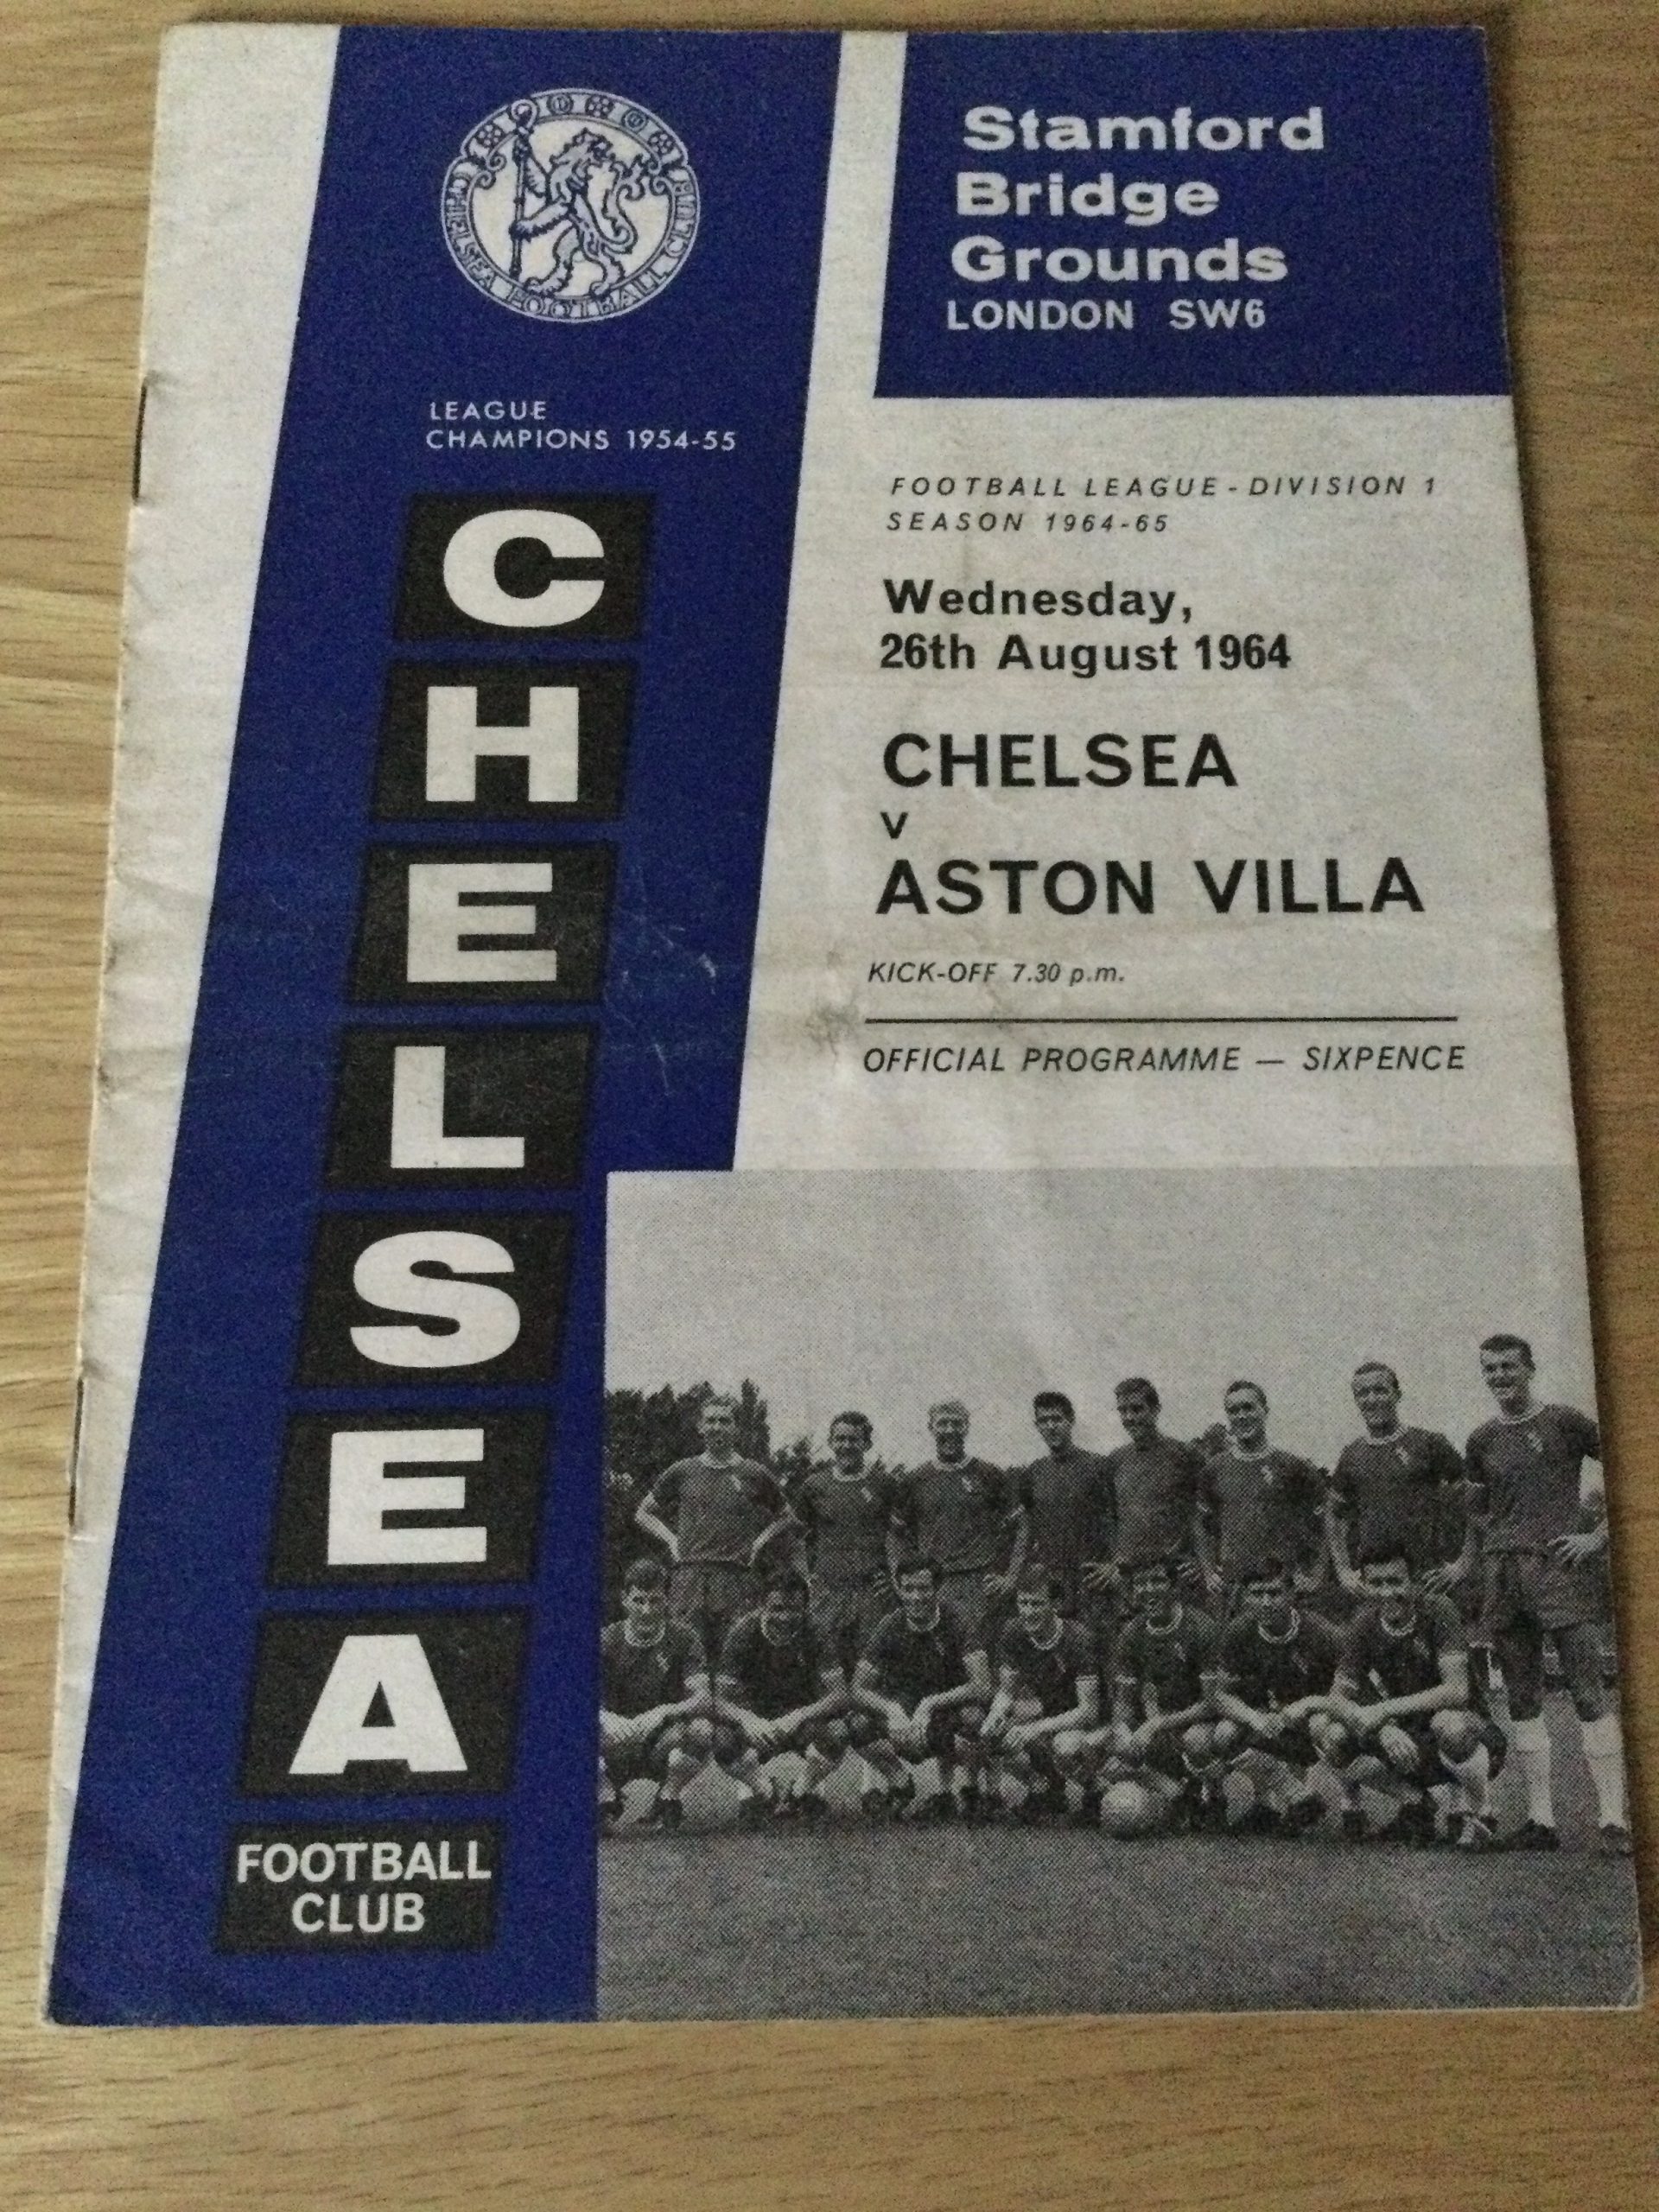 CHELSEA FOOTBALL CLUB
Stamford
Bridge
Grounds
LONDON SW6
LEAGUE
CHAMPIONS 1954-55
FOOTBALL LEAGUE - DIVISION 1
SEASON 1964-65
Wednesday,
26th August 1964
CHELSEA
v
ASTON VILLA
KICK-OFF 7.30 p.m.
OFFICIAL PROGRAMME — SIXPENCE
CHELSEA
FOOTBALL
CLUB